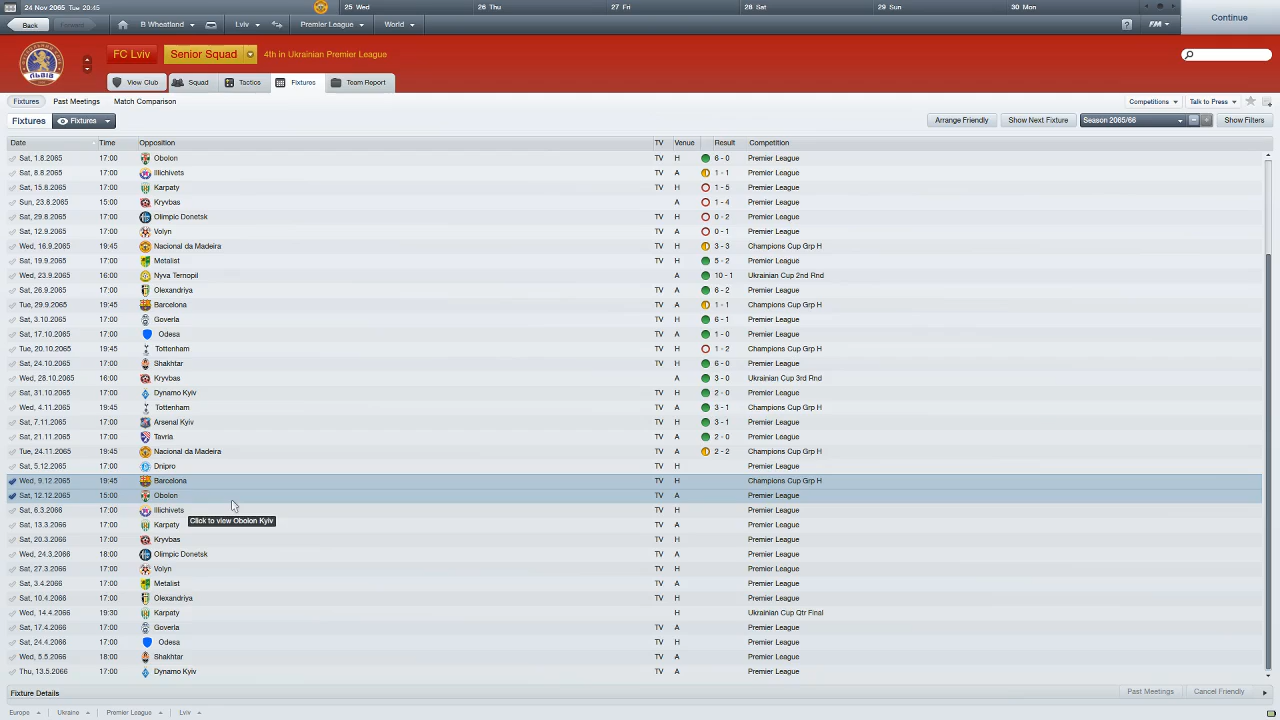 24 Nov 2065 Tue 20:45 25 Wed 26 Thu 27 Fri 28 Sat 29 Sun 30 Mon
Back Forward B Wheatland Lviv Premier League World ? FM Continue
FC Lviv Senior Squad 4th in Ukrainian Premier League
View Club Squad Tactics Fixtures Team Report
Fixtures Past Meetings Match Comparison Competitions Talk to Press
Fixtures Fixtures Arrange Friendly Show Next Fixture Season 2065/66 Show Filters
Date Time Opposition TV Venue Result Competition
Sat, 1.8.2065 17:00 Obolon TV H 6 - 0 Premier League
Sat, 8.8.2065 17:00 Illichivets TV A 1 - 1 Premier League
Sat, 15.8.2065 17:00 Karpaty TV H 1 - 5 Premier League
Sun, 23.8.2065 15:00 Kryvbas A 1 - 4 Premier League
Sat, 29.8.2065 17:00 Olimpic Donetsk TV H 0 - 2 Premier League
Sat, 12.9.2065 17:00 Volyn TV A 0 - 1 Premier League
Wed, 16.9.2065 19:45 Nacional da Madeira TV H 3 - 3 Champions Cup Grp H
Sat, 19.9.2065 17:00 Metalist TV H 5 - 2 Premier League
Wed, 23.9.2065 16:00 Nyva Ternopil A 10 - 1 Ukrainian Cup 2nd Rnd
Sat, 26.9.2065 17:00 Olexandriya TV A 6 - 2 Premier League
Tue, 29.9.2065 19:45 Barcelona TV A 1 - 1 Champions Cup Grp H
Sat, 3.10.2065 17:00 Goverla TV H 6 - 1 Premier League
Sat, 17.10.2065 17:00 Odesa TV A 1 - 0 Premier League
Tue, 20.10.2065 19:45 Tottenham TV H 1 - 2 Champions Cup Grp H
Sat, 24.10.2065 17:00 Shakhtar TV H 6 - 0 Premier League
Wed, 28.10.2065 16:00 Kryvbas A 3 - 0 Ukrainian Cup 3rd Rnd
Sat, 31.10.2065 17:00 Dynamo Kyiv TV H 2 - 0 Premier League
Wed, 4.11.2065 19:45 Tottenham TV A 3 - 1 Champions Cup Grp H
Sat, 7.11.2065 17:00 Arsenal Kyiv TV H 3 - 1 Premier League
Sat, 21.11.2065 17:00 Tavria TV A 2 - 0 Premier League
Tue, 24.11.2065 19:45 Nacional da Madeira TV A 2 - 2 Champions Cup Grp H
Sat, 5.12.2065 17:00 Dnipro TV H Premier League
Wed, 9.12.2065 19:45 Barcelona TV H Champions Cup Grp H
Sat, 12.12.2065 15:00 Obolon TV A Premier League
Sat, 6.3.2066 17:00 Illichivets TV H Premier League
Sat, 13.3.2066 17:00 Karpaty TV A Premier League
Click to view Obolon Kyiv
Sat, 20.3.2066 17:00 Kryvbas TV H Premier League
Wed, 24.3.2066 18:00 Olimpic Donetsk TV A Premier League
Sat, 27.3.2066 17:00 Volyn TV H Premier League
Sat, 3.4.2066 17:00 Metalist TV A Premier League
Sat, 10.4.2066 17:00 Olexandriya TV H Premier League
Wed, 14.4.2066 19:30 Karpaty H Ukrainian Cup Qtr Final
Sat, 17.4.2066 17:00 Goverla TV A Premier League
Sat, 24.4.2066 17:00 Odesa TV H Premier League
Wed, 5.5.2066 18:00 Shakhtar TV A Premier League
Thu, 13.5.2066 17:00 Dynamo Kyiv TV A Premier League
Fixture Details Past Meetings Cancel Friendly
Europe Ukraine Premier League Lviv